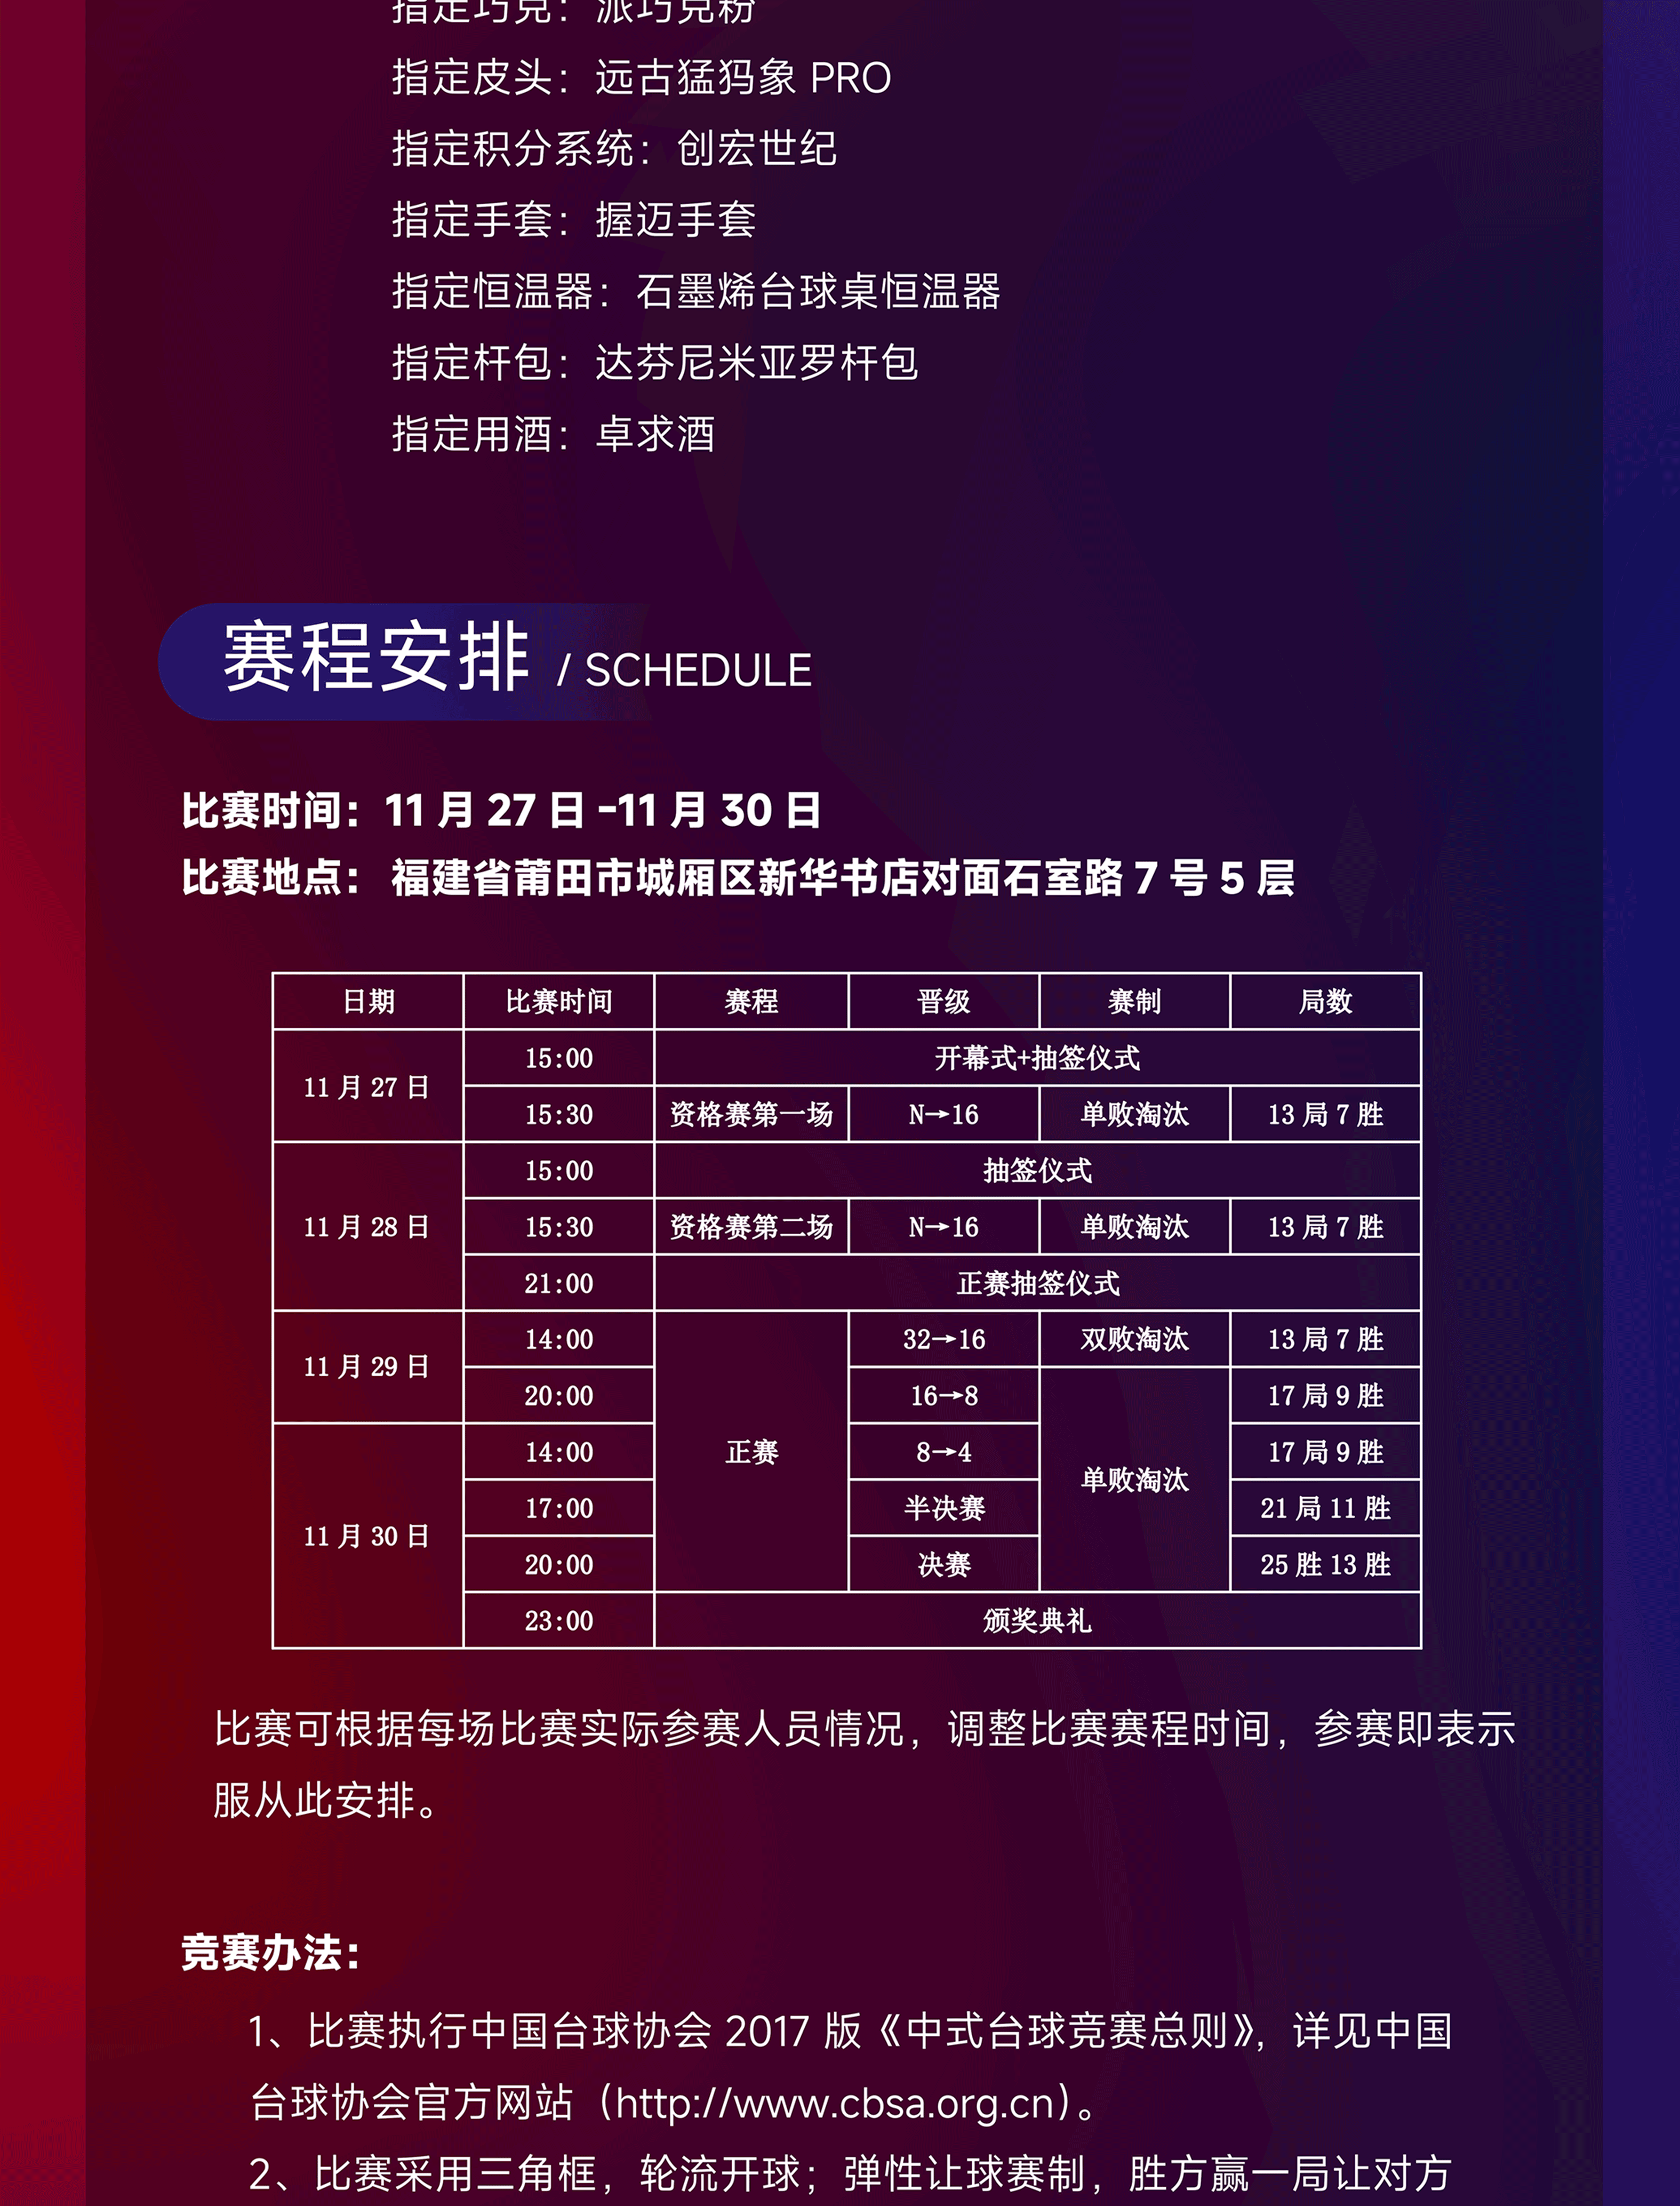 指定巧克：派巧克粉
指定皮头：远古猛犸象 PRO
指定积分系统：创宏世纪
指定手套：握迈手套
指定恒温器：石墨烯台球桌恒温器
指定杆包：达芬尼米亚罗杆包
指定用酒：卓求酒
赛程安排 / SCHEDULE
比赛时间：11 月 27 日 -11 月 30 日
比赛地点： 福建省莆田市城厢区新华书店对面石室路 7 号 5 层
日期 比赛时间 赛程 晋级 赛制 局数
11 月 27 日 15:00 开幕式+抽签仪式
15:30 资格赛第一场 N→16 单败淘汰 13 局 7 胜
11 月 28 日 15:00 抽签仪式
15:30 资格赛第二场 N→16 单败淘汰 13 局 7 胜
21:00 正赛抽签仪式
11 月 29 日 14:00 正赛 32→16 双败淘汰 13 局 7 胜
20:00 16→8 单败淘汰 17 局 9 胜
11 月 30 日 14:00 8→4 17 局 9 胜
17:00 半决赛 21 局 11 胜
20:00 决赛 25 胜 13 胜
23:00 颁奖典礼
比赛可根据每场比赛实际参赛人员情况，调整比赛赛程时间，参赛即表示
服从此安排。
竞赛办法：
1、比赛执行中国台球协会 2017 版《中式台球竞赛总则》，详见中国
台球协会官方网站（http://www.cbsa.org.cn）。
2、比赛采用三角框，轮流开球；弹性让球赛制，胜方赢一局让对方